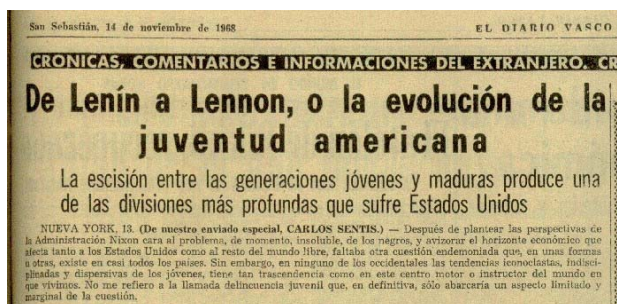 San Sebastián, 14 de noviembre de 1968
EL DIARIO VASCO
CRONICAS, COMENTARIOS E INFORMACIONES DEL EXTRANJERO. CR
De Lenín a Lennon, o la evolución de la
juventud americana
La escisión entre las generaciones jóvenes y maduras produce una
de las divisiones más profundas que sufre Estados Unidos
NUEVA YORK, 13. (De nuestro enviado especial, CARLOS SENTIS.) — Después de plantear las perspectivas de
la Administración Nixon cara al problema, de momento, insoluble, de los negros, y avizorar el horizonte económico que
afecta tanto a los Estados Unidos como al resto del mundo libre, faltaba otra cuestión endemoniada que, en unas formas
u otras, existe en casi todos los países. Sin embargo, en ninguno de los occidentales las tendencias iconoclastas, indisci-
plinadas y dispersivas de los jóvenes, tiene tan trascendencia como en este centro motor o instructor del mundo en
que vivimos. No me refiero a la llamada delincuencia juvenil que, en definitiva, sólo abarcaría un aspecto limitado y
marginal de la cuestión.